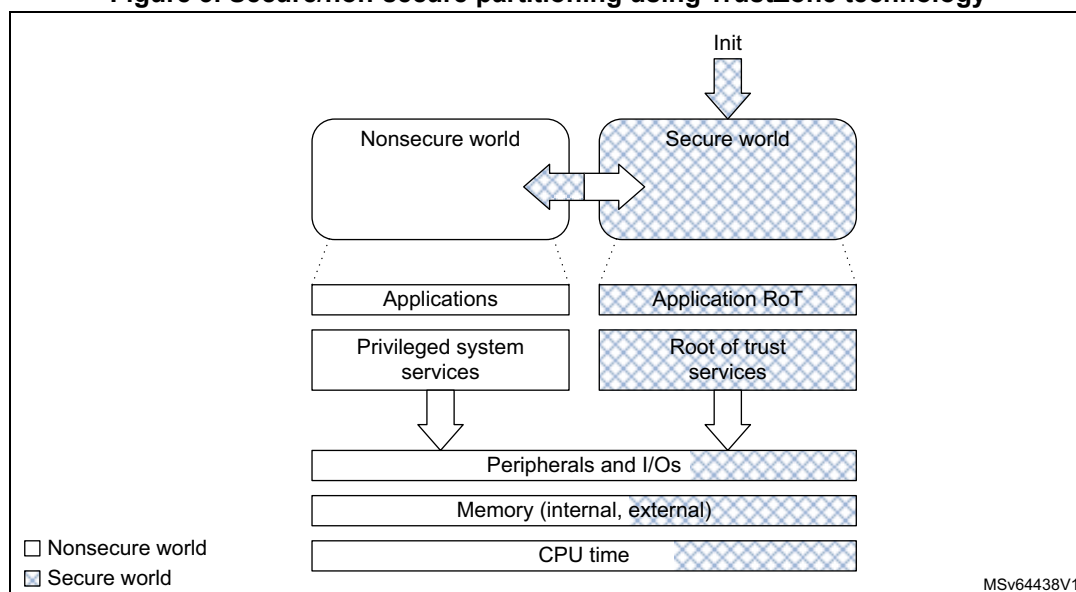 Init
Nonsecure world
Secure world
Applications
Application RoT
Privileged system
services
Root of trust
services
Peripherals and I/Os
Memory (internal, external)
CPU time
Nonsecure world
Secure world
MSv64438V1